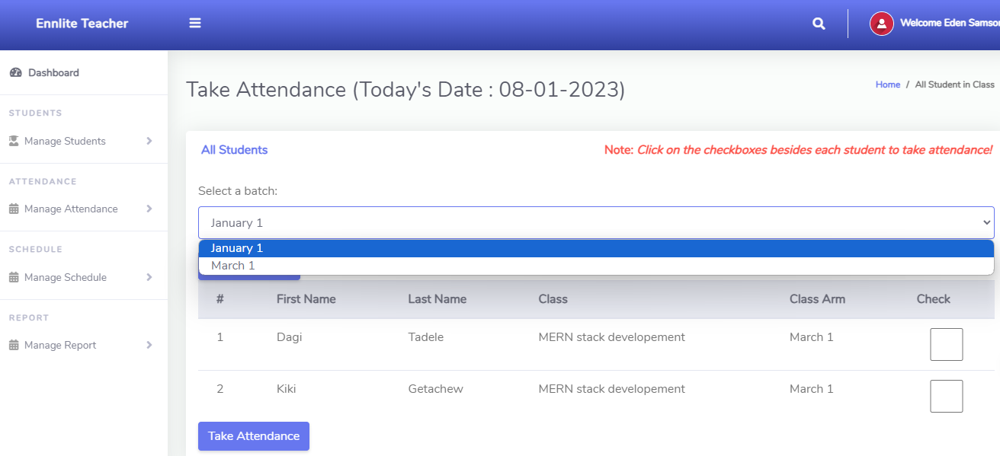 Ennlite Teacher
Welcome Eden Samson
Dashboard
STUDENTS
Manage Students
ATTENDANCE
Manage Attendance
SCHEDULE
Manage Schedule
REPORT
Manage Report
Take Attendance (Today's Date : 08-01-2023)
Home / All Student in Class
All Students
Note: Click on the checkboxes besides each student to take attendance!
Select a batch:
January 1
January 1
March 1
# First Name Last Name Class Class Arm Check
1 Dagi Tadele MERN stack developement March 1
2 Kiki Getachew MERN stack developement March 1
Take Attendance